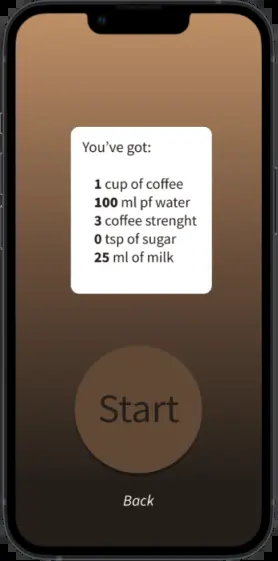 You've got:
1 cup of coffee
100 ml pf water
3 coffee strenght
0 tsp of sugar
25 ml of milk
Start
Back